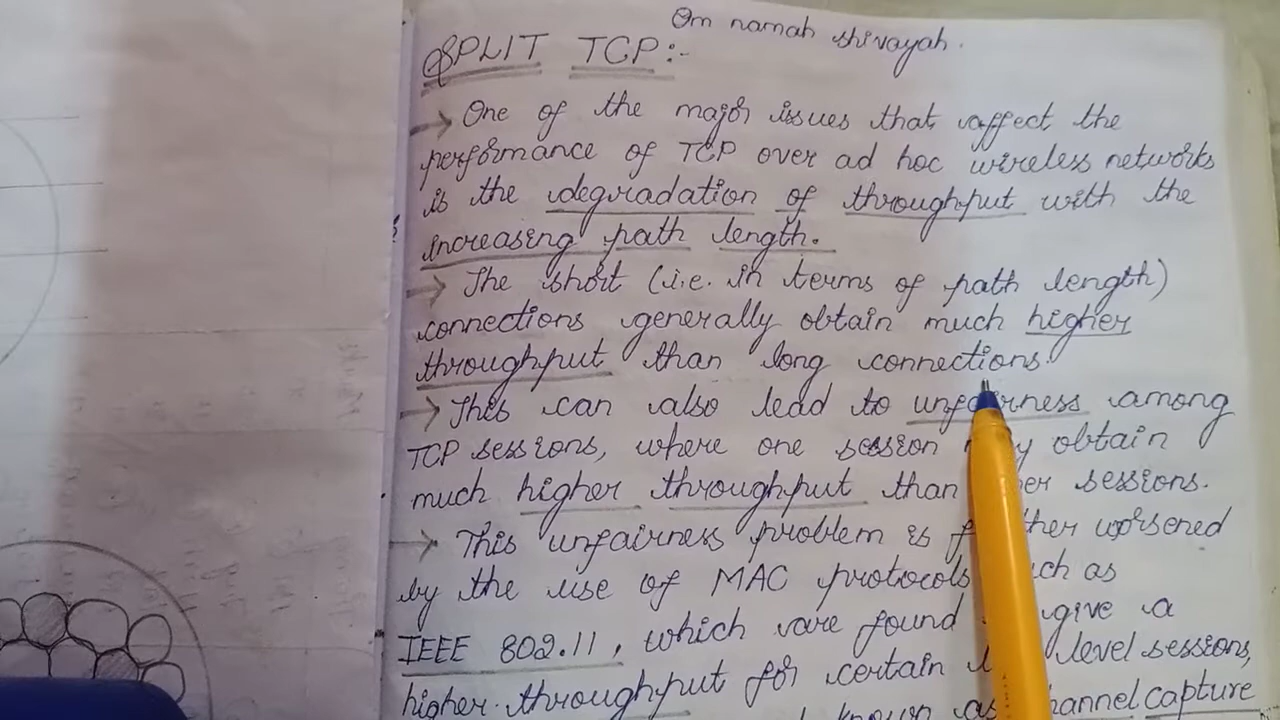 Om namah shivayah.
SPLIT TCP:-
→ One of the major issues that affect the
performance of TCP over ad hoc wireless networks
is the degradation of throughput with the
increasing path length.
→ The short (i.e. in terms of path length)
connections generally obtain much higher
throughput than long connections.
→ This can also lead to unfairness among
TCP sessions, where one session obtain
much higher throughput than sessions.
→ This unfairness problem is worsened
by the use of MAC protocols as
IEEE 802.11, which are found give a
higher throughput for certain level sessions,
known as channel capture